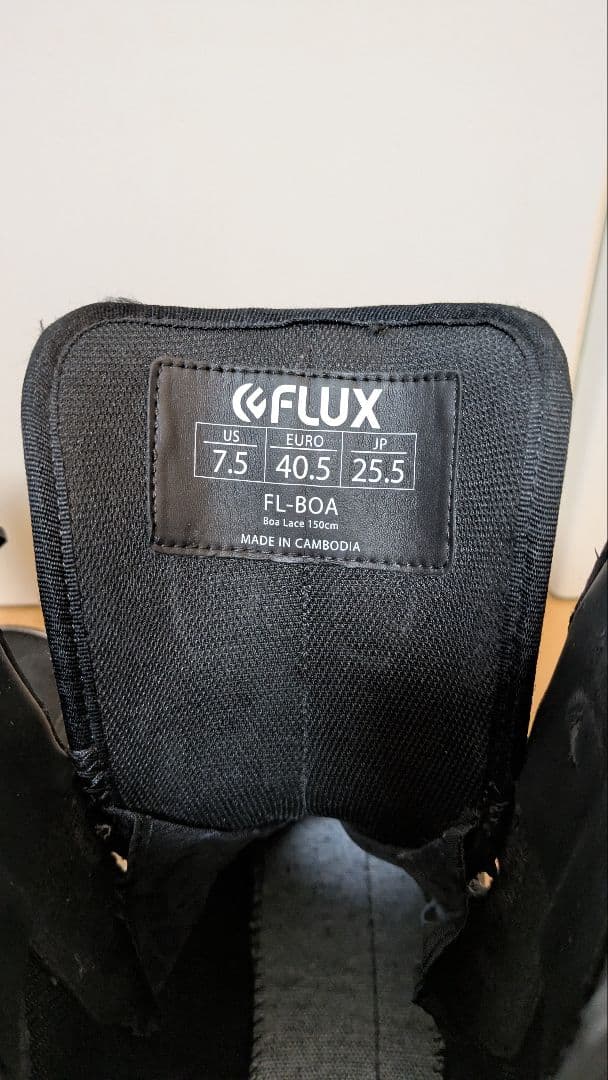 FLUX
US EURO JP
7.5 40.5 25.5
FL-BOA
Boa Lace 150cm
MADE IN CAMBODIA